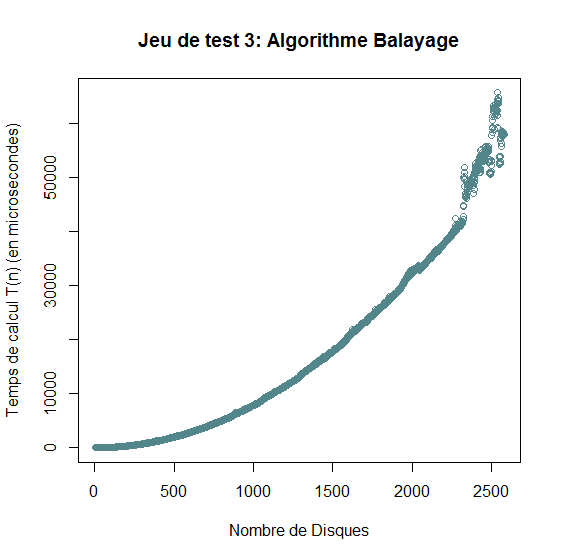 Jeu de test 3: Algorithme Balayage
Temps de calcul T(n) (en microsecondes)
50000
30000
10000
0
0 500 1000 1500 2000 2500
Nombre de Disques